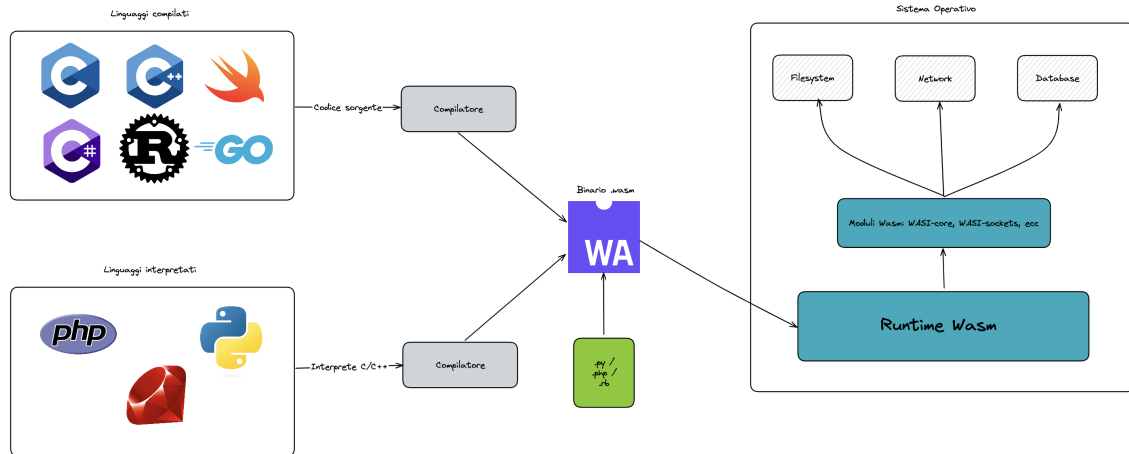 Linguaggi compilati
C
C++
C#
R
GO
Codice sorgente
Compilatore
Linguaggi interpretati
php
Interprete C/C++
Compilatore
Binario .wasm
WA
.py /
.php /
.rb
Sistema Operativo
Filesystem
Network
Database
Moduli Wasm: WASI-core, WASI-sockets, ecc
Runtime Wasm